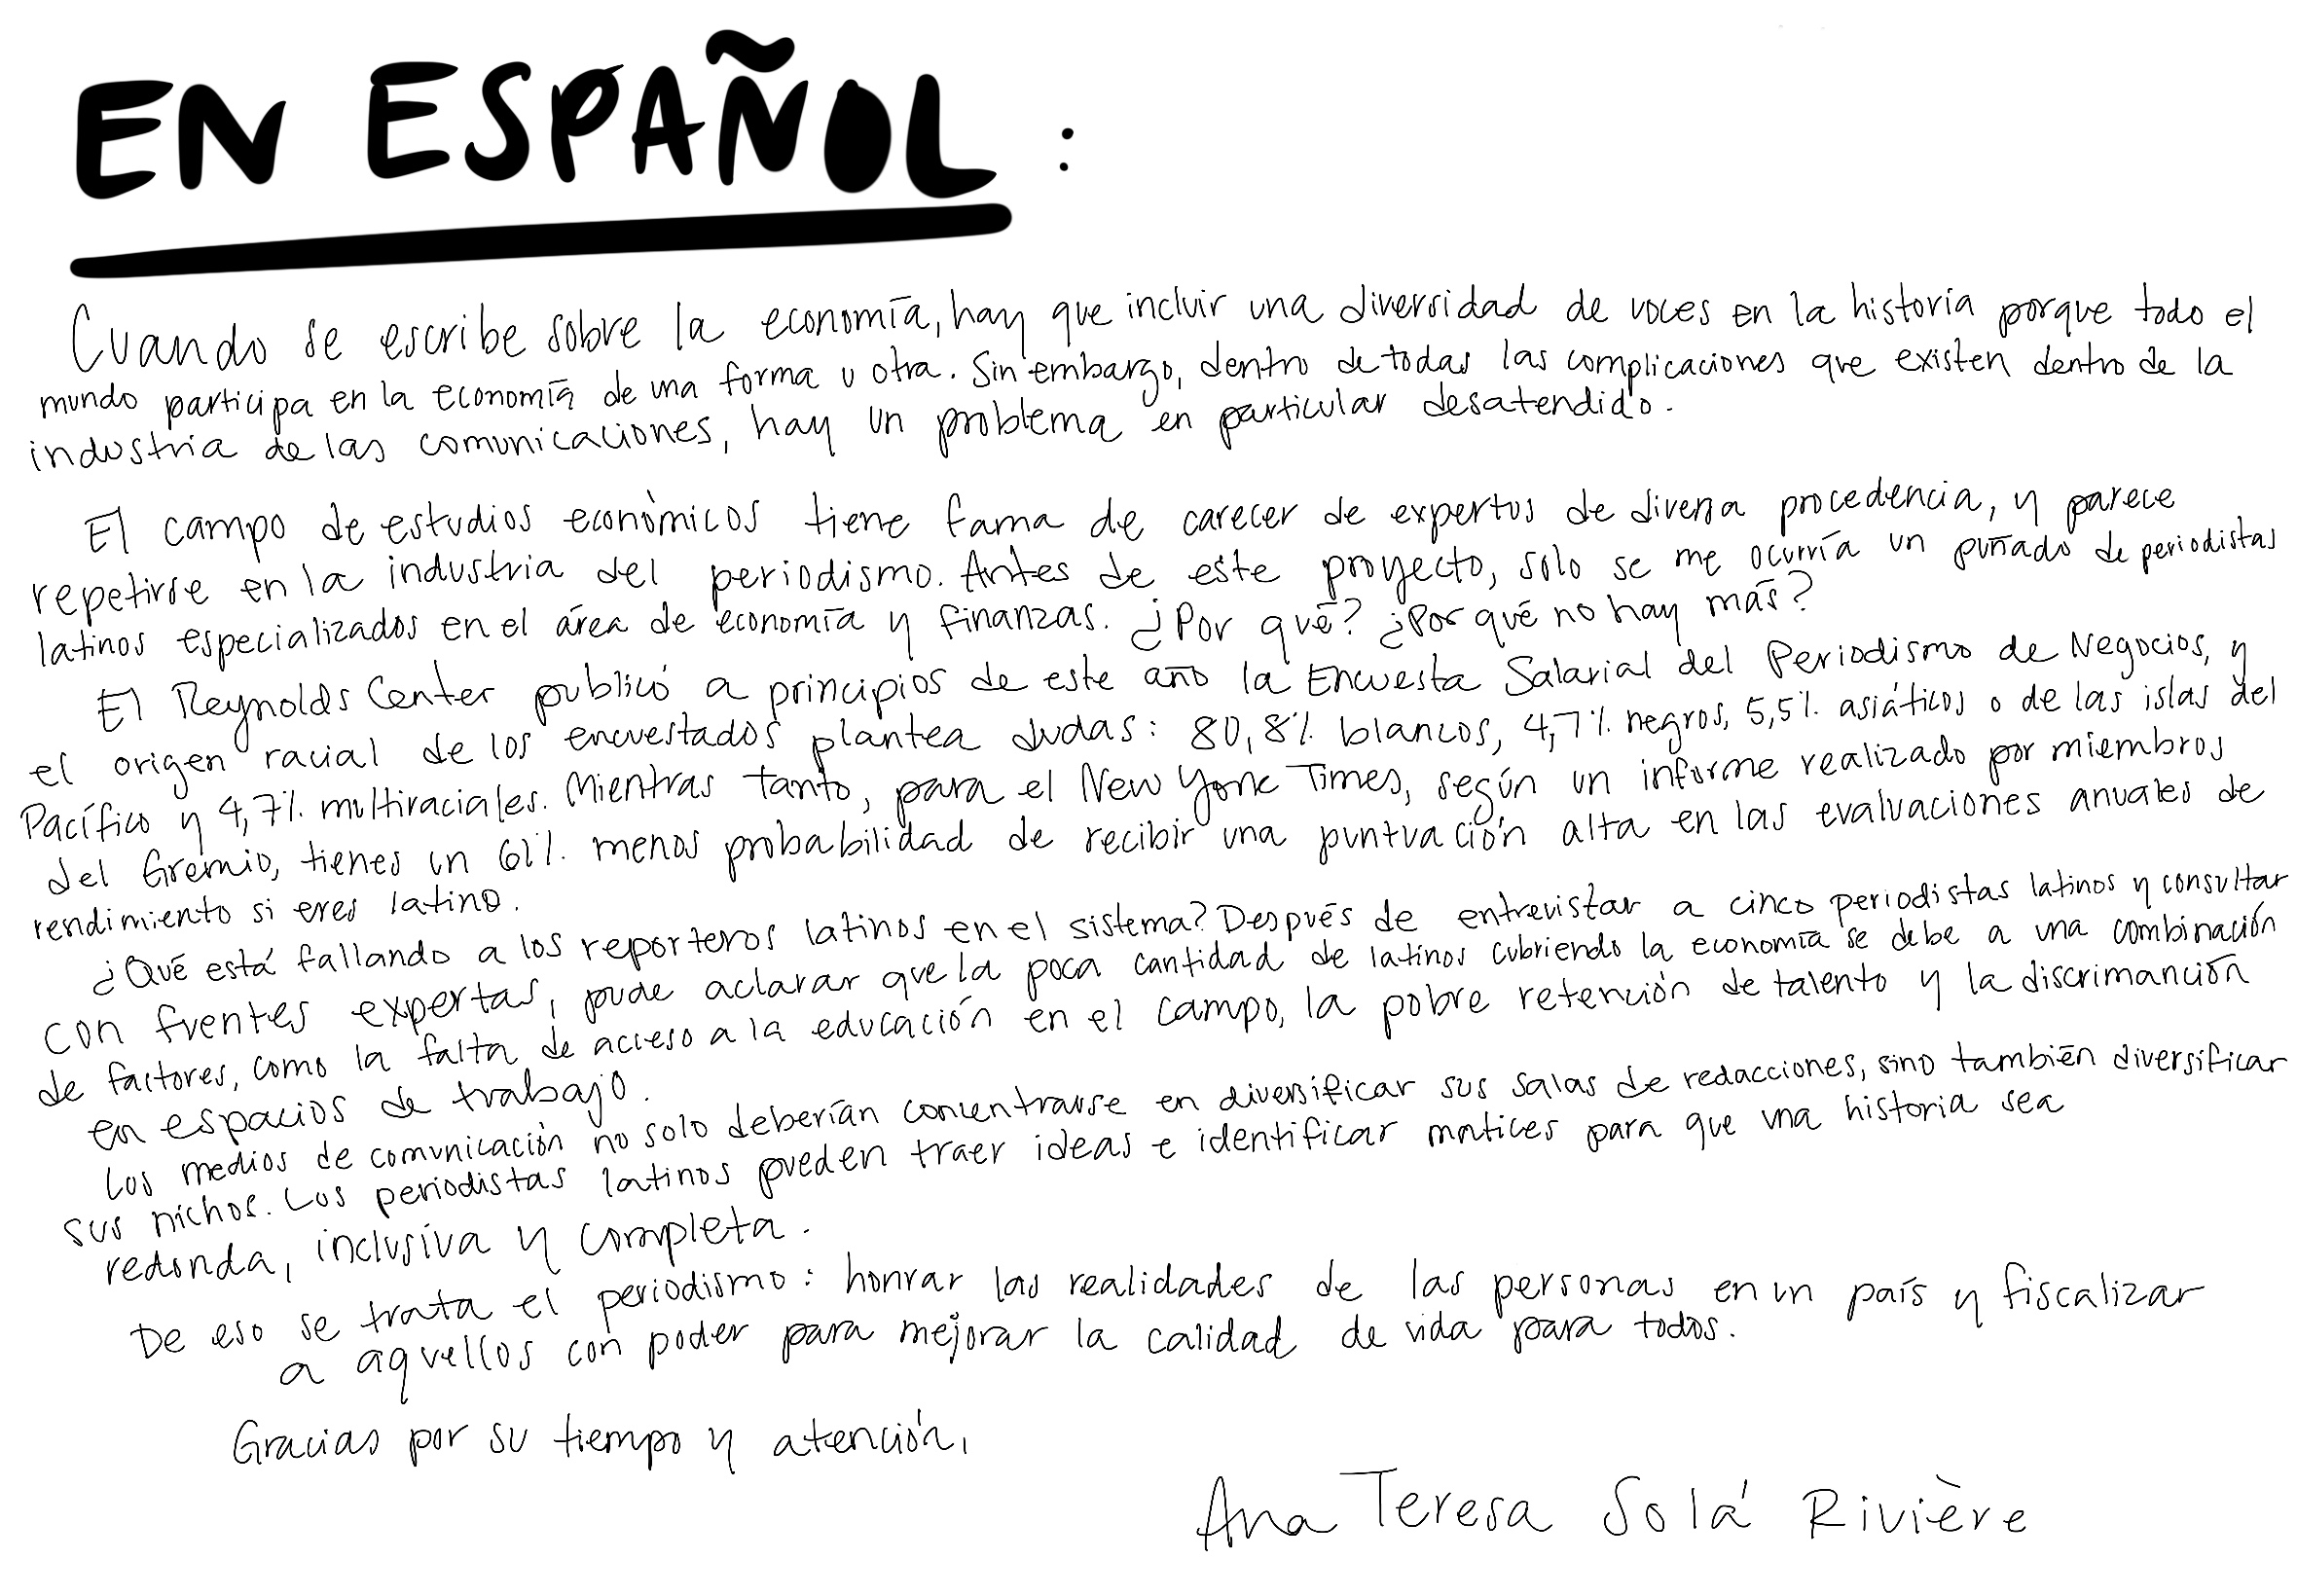 EN ESPAÑOL :
Cuando se escribe sobre la economía, hay que incluir una diversidad de voces en la historia porque todo el
mundo participa en la economía de una forma u otra. Sin embargo, dentro de todas las complicaciones que existen dentro de la
industria de las comunicaciones, hay un problema en particular desatendido.
El campo de estudios económicos tiene fama de carecer de expertos de diversa procedencia, y parece
repetirse en la industria del periodismo. Antes de este proyecto, solo se me ocurría un puñado de periodistas
latinos especializados en el área de economía y finanzas. ¿Por qué? ¿Por qué no hay más?
El Reynolds Center publicó a principios de este año la Encuesta Salarial del Periodismo de Negocios, y
el origen racial de los encuestados plantea dudas: 80,8% blancos, 4,7% negros, 5,5% asiáticos o de las islas del
Pacífico y 4,7% multiraciales. Mientras tanto, para el New York Times, según un informe realizado por miembros
del Gremio, tienes un 61% menos probabilidad de recibir una puntuación alta en las evaluaciones anuales de
rendimiento si eres latino.
¿Qué está fallando a los reporteros latinos en el sistema? Después de entrevistar a cinco periodistas latinos y consultar
con fuentes expertas, pude aclarar que la poca cantidad de latinos cubriendo la economía se debe a una combinación
de factores, como la falta de acceso a la educación en el campo, la pobre retención de talento y la discrimanción
en espacios de trabajo.
Los medios de comunicación no solo deberían concentrarse en diversificar sus salas de redacciones, sino también diversificar
sus nichos. Los periodistas latinos pueden traer ideas e identificar matices para que una historia sea
redonda, inclusiva y completa.
De eso se trata el periodismo: honrar las realidades de las personas en un país y fiscalizar
a aquellos con poder para mejorar la calidad de vida para todos.
Gracias por su tiempo y atención,
Ana Teresa Solá Rivière